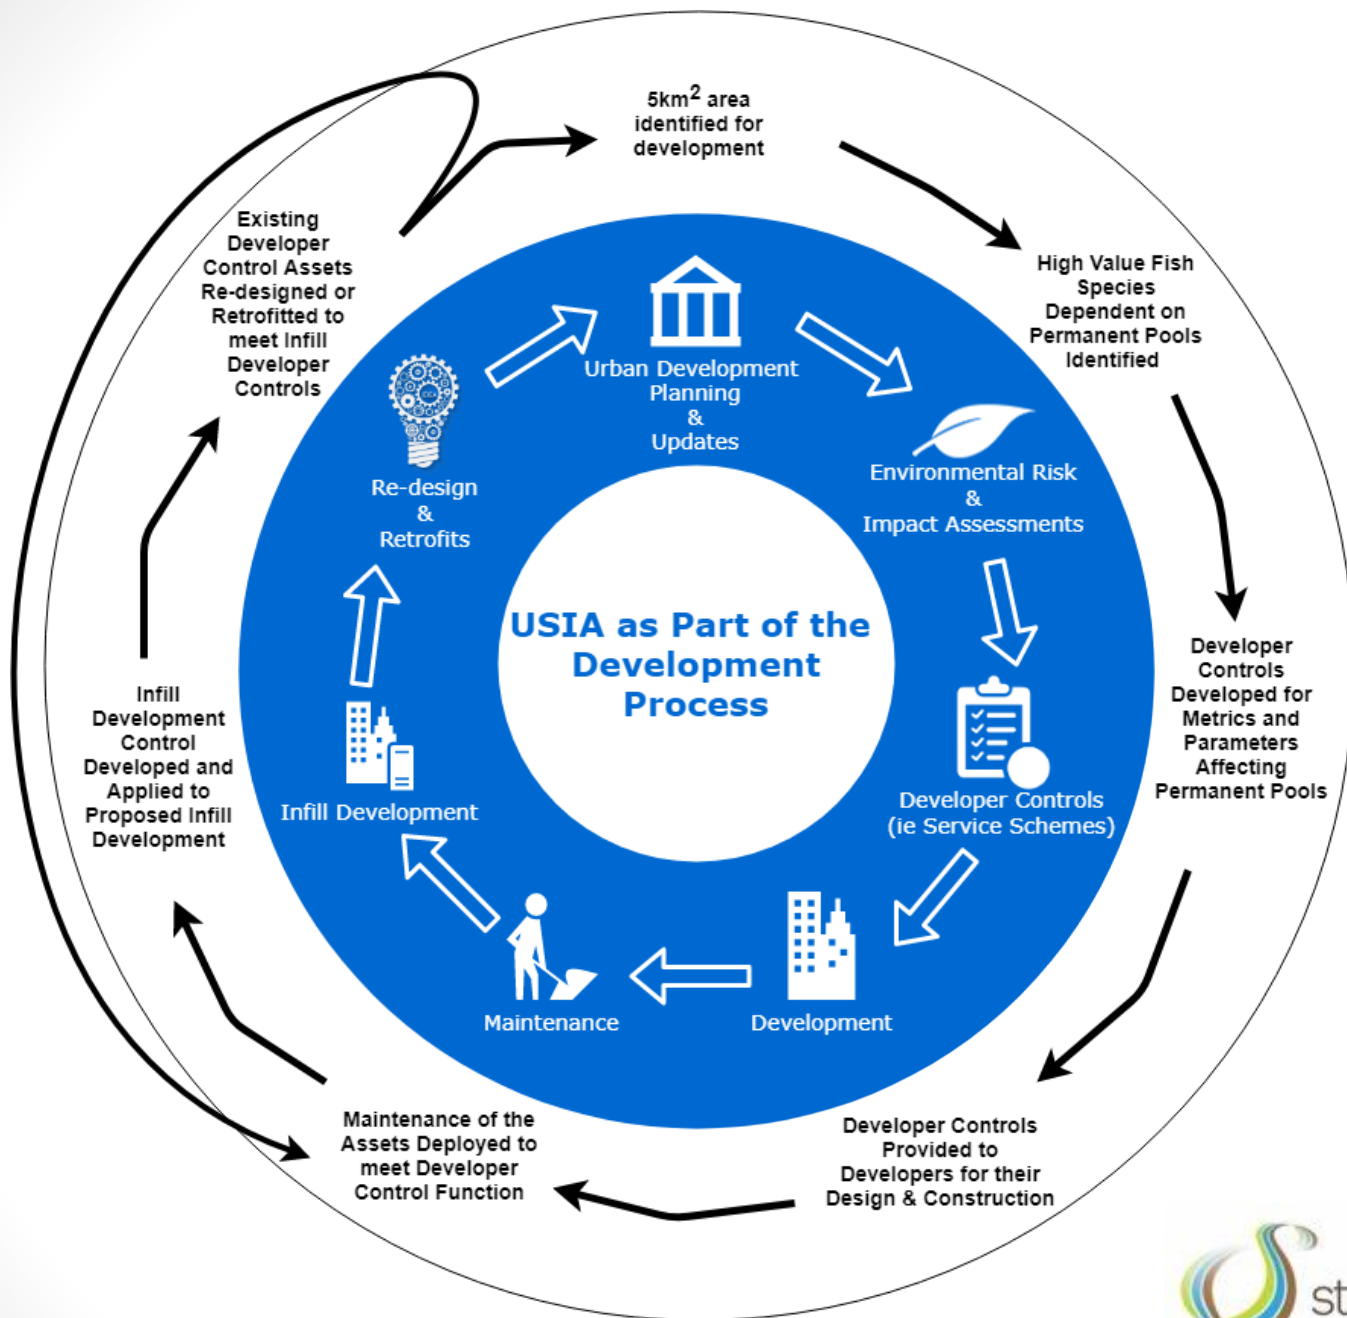 5km² area
identified for
development
High Value Fish
Species
Dependent on
Permanent Pools
Identified
Developer
Controls
Developed for
Metrics and
Parameters
Affecting
Permanent Pools
Developer Controls
Provided to
Developers for their
Design & Construction
Maintenance of the
Assets Deployed to
meet Developer
Control Function
Infill
Development
Control
Developed and
Applied to
Proposed Infill
Development
Existing
Developer
Control Assets
Re-designed or
Retrofitted to
meet Infill
Developer
Controls
Urban Development
Planning
&
Updates
Environmental Risk
&
Impact Assessments
Developer Controls
(ie Service Schemes)
Development
Maintenance
Infill Development
Re-design
&
Retrofits
USIA as Part of the
Development
Process
st